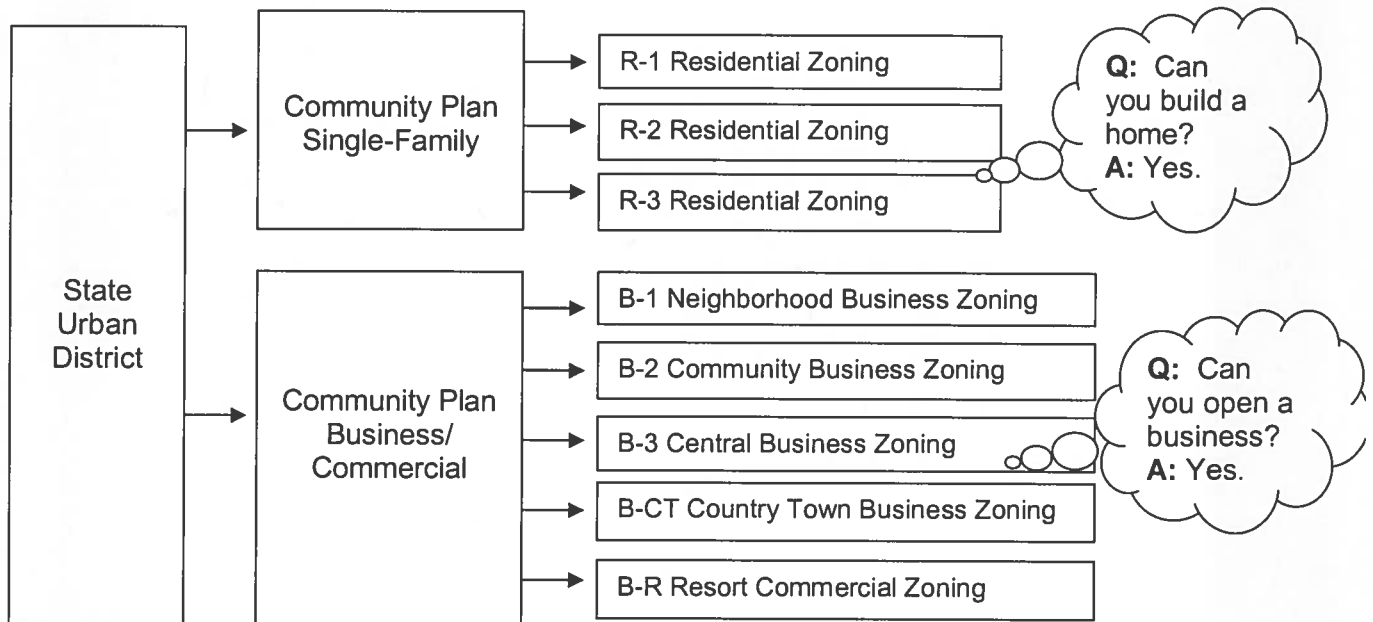 State
Urban
District
Community Plan
Single-Family
R-1 Residential Zoning
R-2 Residential Zoning
R-3 Residential Zoning
Q: Can
you build a
home?
A: Yes.
Community Plan
Business/
Commercial
B-1 Neighborhood Business Zoning
B-2 Community Business Zoning
B-3 Central Business Zoning
B-CT Country Town Business Zoning
B-R Resort Commercial Zoning
Q: Can
you open a
business?
A: Yes.